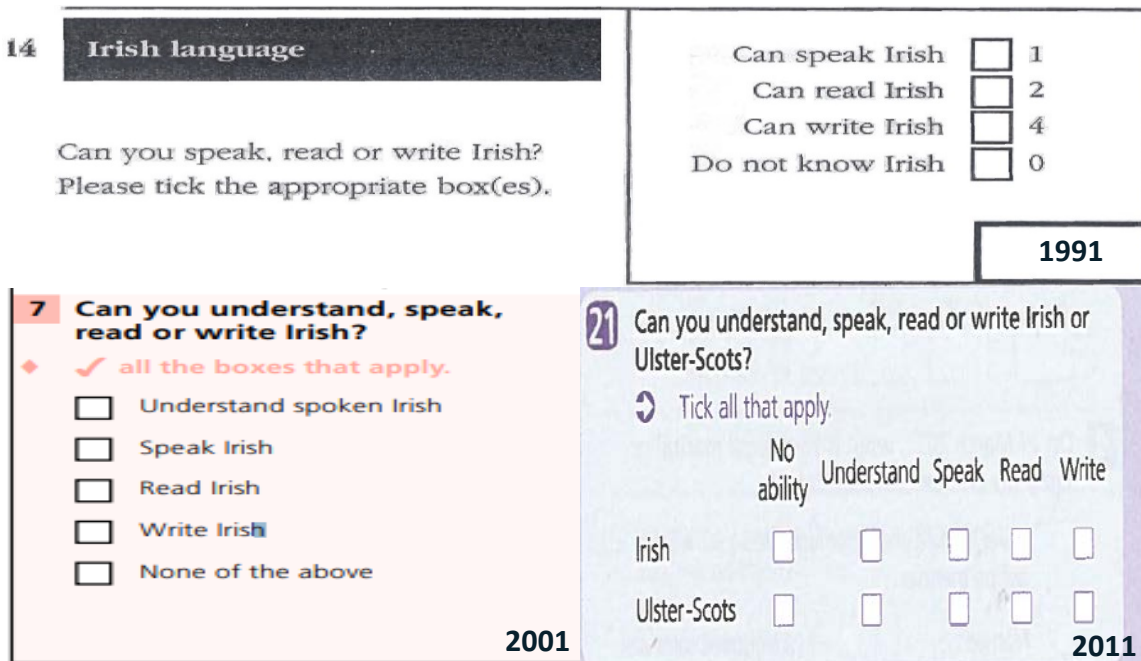 14 Irish language
Can you speak, read or write Irish?
Please tick the appropriate box(es).
Can speak Irish 1
Can read Irish 2
Can write Irish 4
Do not know Irish 0
1991
7 Can you understand, speak,
read or write Irish?
✓ all the boxes that apply.
Understand spoken Irish
Speak Irish
Read Irish
Write Irish
None of the above
2001
21 Can you understand, speak, read or write Irish or
Ulster-Scots?
Tick all that apply.
No
ability Understand Speak Read Write
Irish
Ulster-Scots
2011